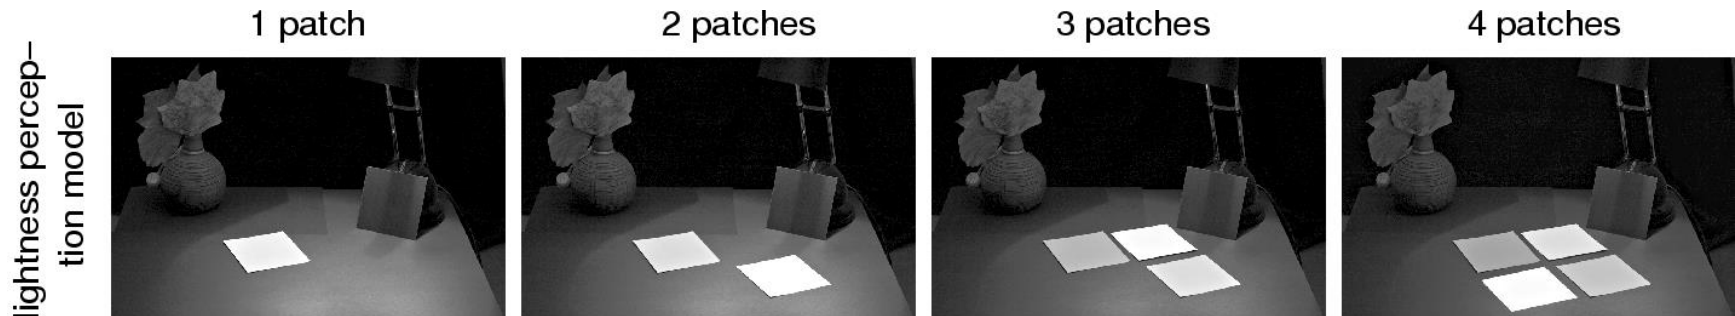 1 patch
2 patches
3 patches
4 patches
lightness percep–
tion model